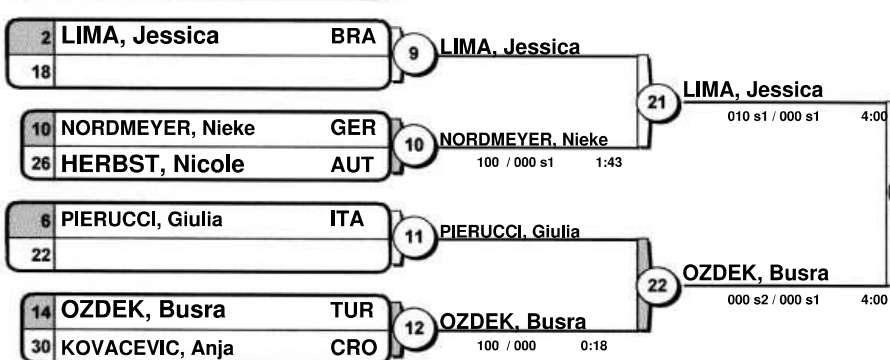 2 LIMA, Jessica BRA
18
9
LIMA, Jessica
10 NORDMEYER, Nieke GER
26 HERBST, Nicole AUT
10
NORDMEYER, Nieke
100 / 000 s1 1:43
21
LIMA, Jessica
010 s1 / 000 s1 4:00
6 PIERUCCI, Giulia ITA
22
11
PIERUCCI, Giulia
14 OZDEK, Busra TUR
30 KOVACEVIC, Anja CRO
12
OZDEK, Busra
100 / 000 0:18
22
OZDEK, Busra
000 s2 / 000 s1 4:00